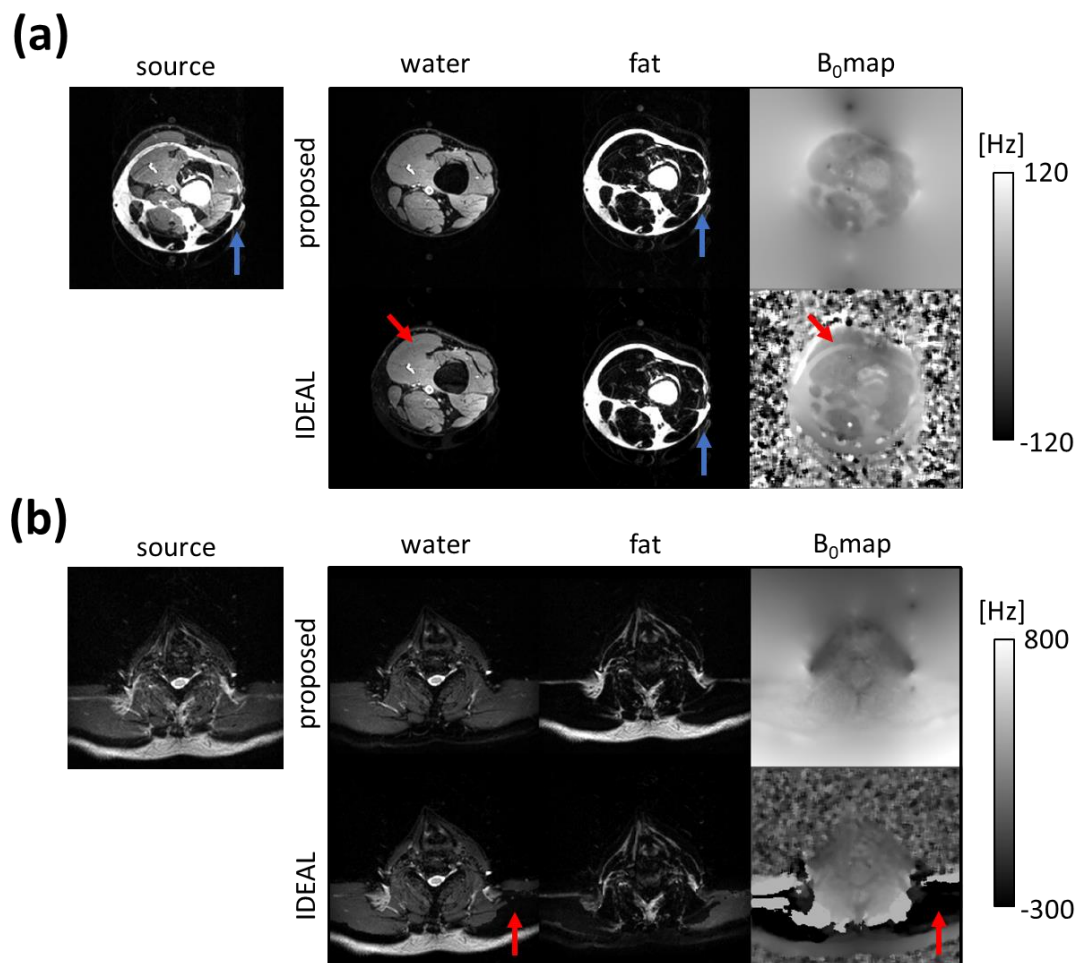 (a)
source
water
fat
B₀map
proposed
IDEAL
[Hz]
120
-120
(b)
source
water
fat
B₀map
proposed
IDEAL
[Hz]
800
-300